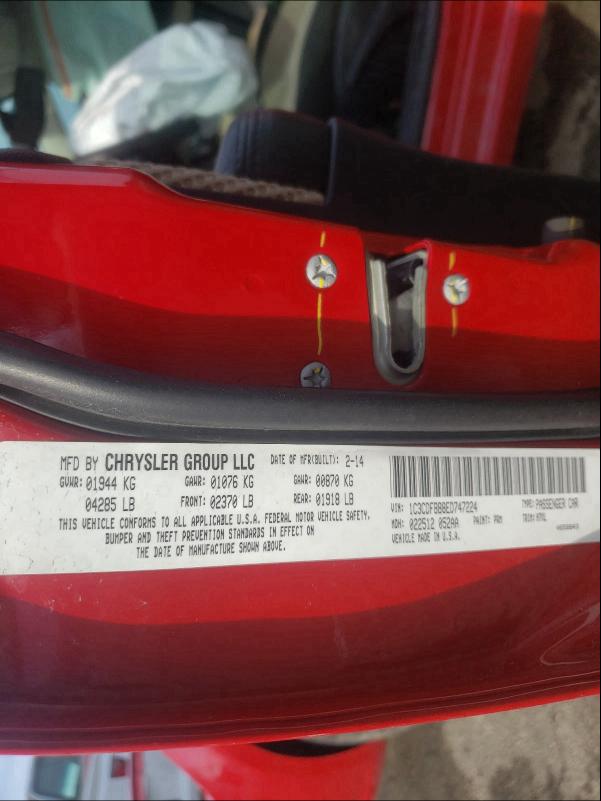 MFD BY CHRYSLER GROUP LLC DATE OF MFR(BUILT): 2-14
GVWR: 01944 KG GAWR: 01076 KG GAWR: 00870 KG
04285 LB FRONT: 02370 LB REAR: 01918 LB
THIS VEHICLE CONFORMS TO ALL APPLICABLE U.S.A. FEDERAL MOTOR VEHICLE SAFETY,
BUMPER AND THEFT PREVENTION STANDARDS IN EFFECT ON
THE DATE OF MANUFACTURE SHOWN ABOVE.
VIN: 1C3CDFBB8ED747224 TYPE: PASSENGER CAR
MDH: 022512 052AA PAINT: PRM TRIM:
VEHICLE MADE IN U.S.A.